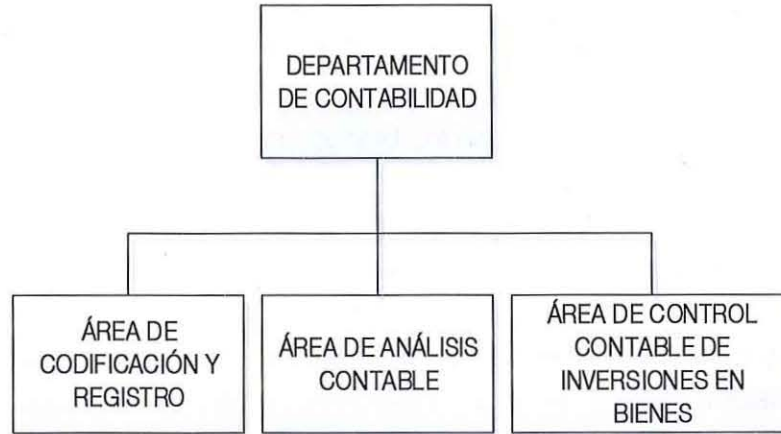 DEPARTAMENTO
DE CONTABILIDAD
ÁREA DE
CODIFICACIÓN Y
REGISTRO
ÁREA DE ANÁLISIS
CONTABLE
ÁREA DE CONTROL
CONTABLE DE
INVERSIONES EN
BIENES